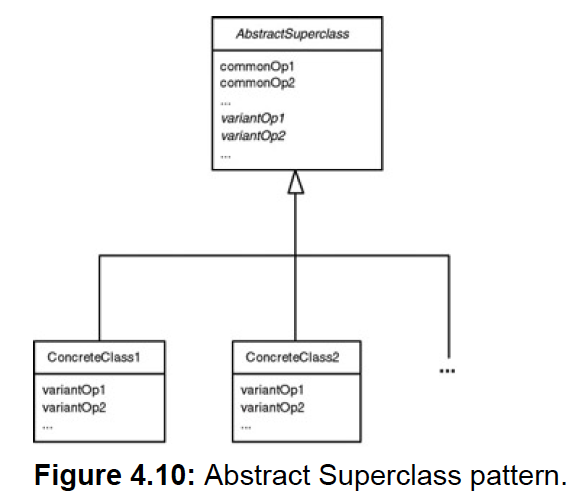 AbstractSuperclass
commonOp1
commonOp2
...
variantOp1
variantOp2
...
ConcreteClass1
variantOp1
variantOp2
...
ConcreteClass2
variantOp1
variantOp2
...
...
Figure 4.10: Abstract Superclass pattern.